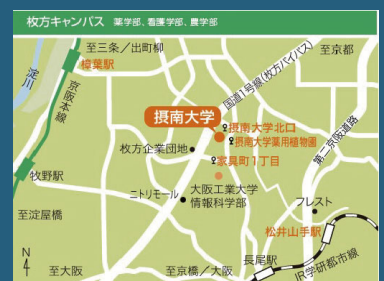 枚方キャンパス 薬学部、看護学部、農学部
至三条/出町柳
至京都
樟葉駅
淀川
京阪本線
国道1号線(枚方バイパス)
摂南大学
摂南大学北口
摂南大学薬用植物園
枚方企業団地
家具町1丁目
第二京阪道路
牧野駅
ニトリモール
大阪工業大学
情報科学部
フレスト
至淀屋橋
松井山手駅
N
4
至大阪
至京橋/大阪
長尾駅
JR学研都市線